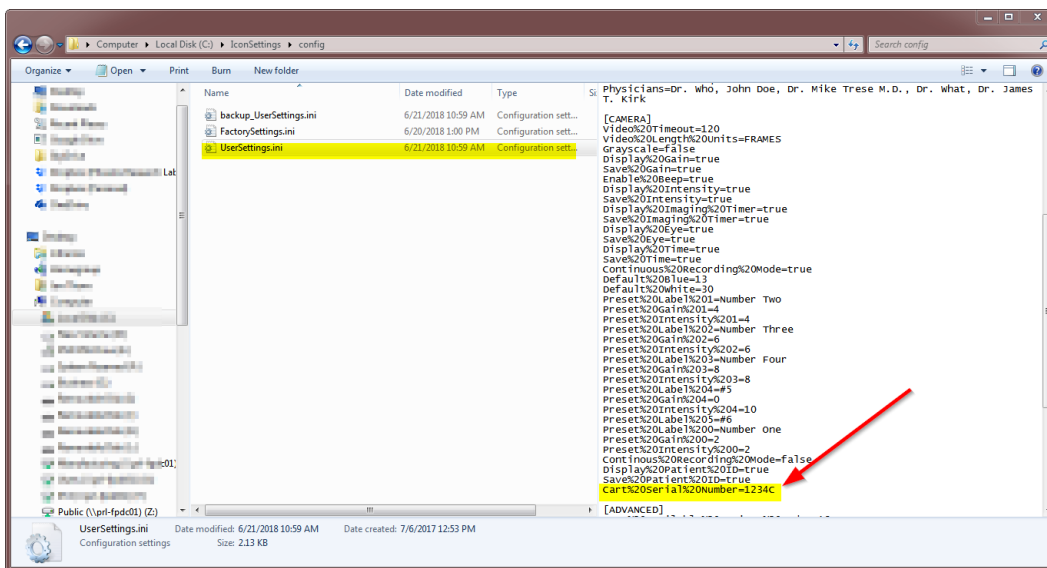 Computer ▸ Local Disk (C:) ▸ IconSettings ▸ config
Search config
Organize Open Print Burn New folder
Name Date modified Type
backup_UserSettings.ini 6/21/2018 10:59 AM Configuration sett...
FactorySettings.ini 6/20/2018 1:00 PM Configuration sett...
UserSettings.ini 6/21/2018 10:59 AM Configuration sett...
Lab
01)
Public (\\prl-fpdc01) (Z:)
Physicians=Dr. Who, John Doe, Dr. Mike Trese M.D., Dr. What, Dr. James
T. Kirk
[CAMERA]
Video%20Timeout=120
Video%20Length%20Units=FRAMES
Grayscale=false
Display%20Gain=true
Save%20Gain=true
Enable%20Beep=true
Display%20Intensity=true
Save%20Intensity=true
Display%20Imaging%20Timer=true
Save%20Imaging%20Timer=true
Display%20Eye=true
Save%20Eye=true
Display%20Time=true
Save%20Time=true
Continuous%20Recording%20Mode=true
Default%20Blue=13
Default%20White=30
Preset%20Label%201=Number Two
Preset%20Gain%201=4
Preset%20Intensity%201=4
Preset%20Label%202=Number Three
Preset%20Gain%202=6
Preset%20Intensity%202=6
Preset%20Label%203=Number Four
Preset%20Gain%203=8
Preset%20Intensity%203=8
Preset%20Label%204=#5
Preset%20Gain%204=0
Preset%20Intensity%204=10
Preset%20Label%205=#6
Preset%20Label%200=Number One
Preset%20Gain%200=2
Preset%20Intensity%200=2
Continous%20Recording%20Mode=false
Display%20Patient%20ID=true
Save%20Patient%20ID=true
Cart%20Serial%20Number=1234C
[ADVANCED]
UserSettings.ini Date modified: 6/21/2018 10:59 AM Date created: 7/6/2017 12:53 PM
Configuration settings Size: 2.13 KB